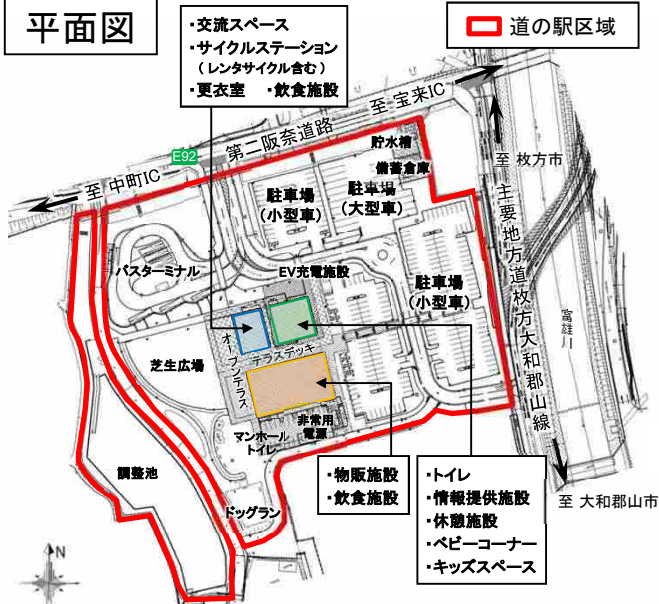 平面図
・交流スペース
・サイクルステーション
（レンタサイクル含む）
・更衣室 ・飲食施設
道の駅区域
至 宝来IC
第二阪奈道路
E92
至 中町IC
貯水槽
備蓄倉庫
至 枚方市
駐車場
（小型車）
駐車場
（大型車）
主要地方道枚方大和郡山線
バスターミナル
EV充電施設
駐車場
（小型車）
富雄川
芝生広場
オープンテラス
テラスデッキ
非常用
電源
マンホール
トイレ
調整池
ドッグラン
・物販施設
・飲食施設
・トイレ
・情報提供施設
・休憩施設
・ベビーコーナー
・キッズスペース
至 大和郡山市
N